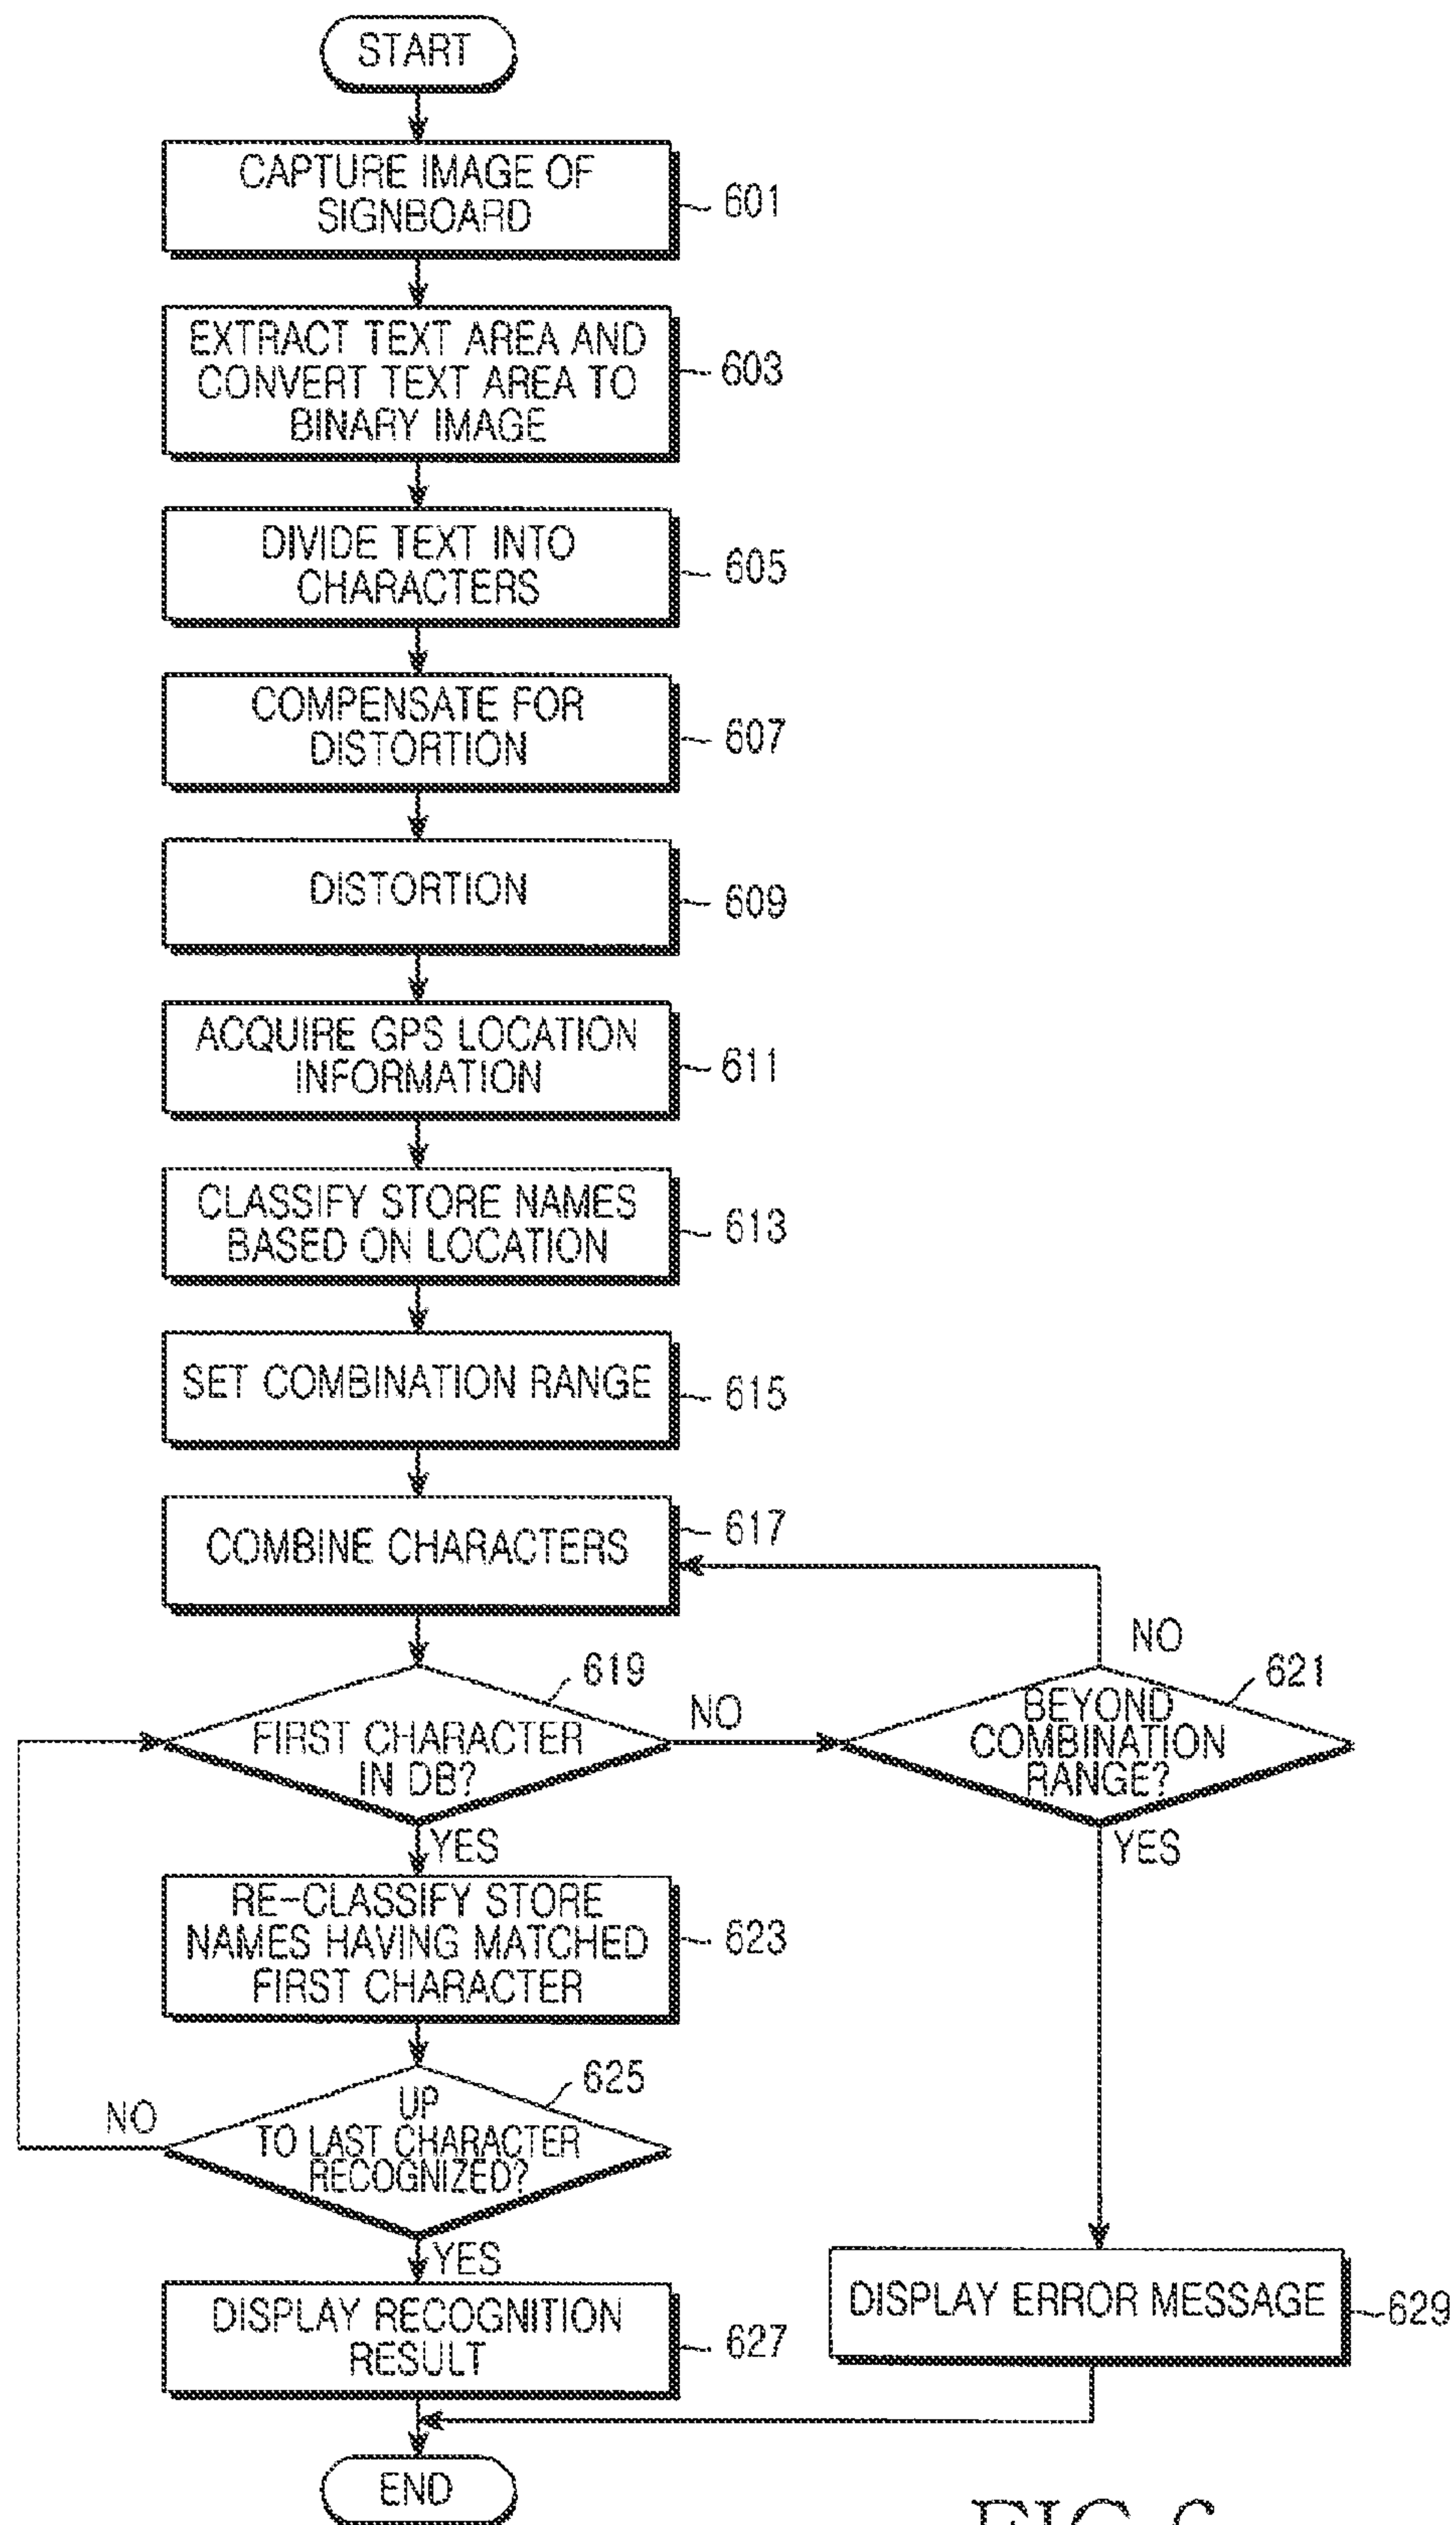 START
CAPTURE IMAGE OF
SIGNBOARD
601
EXTRACT TEXT AREA AND
CONVERT TEXT AREA TO
BINARY IMAGE
603
DIVIDE TEXT INTO
CHARACTERS
605
COMPENSATE FOR
DISTORTION
607
DISTORTION
609
ACQUIRE GPS LOCATION
INFORMATION
611
CLASSIFY STORE NAMES
BASED ON LOCATION
613
SET COMBINATION RANGE
615
COMBINE CHARACTERS
617
619
FIRST CHARACTER
IN DB?
NO
YES
621
BEYOND
COMBINATION
RANGE?
NO
YES
RE-CLASSIFY STORE
NAMES HAVING MATCHED
FIRST CHARACTER
623
625
UP
TO LAST CHARACTER
RECOGNIZED?
NO
YES
DISPLAY RECOGNITION
RESULT
627
DISPLAY ERROR MESSAGE
629
END
FIG.6